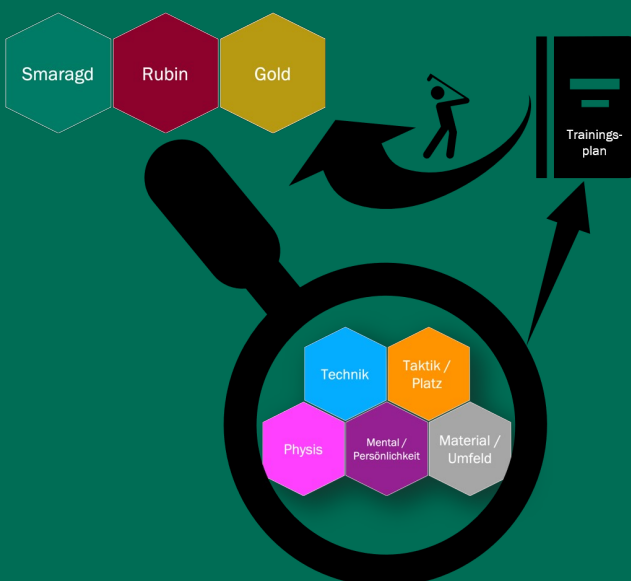 Smaragd
Rubin
Gold
Trainings-
plan
Technik
Taktik /
Platz
Physis
Mental /
Persönlichkeit
Material /
Umfeld